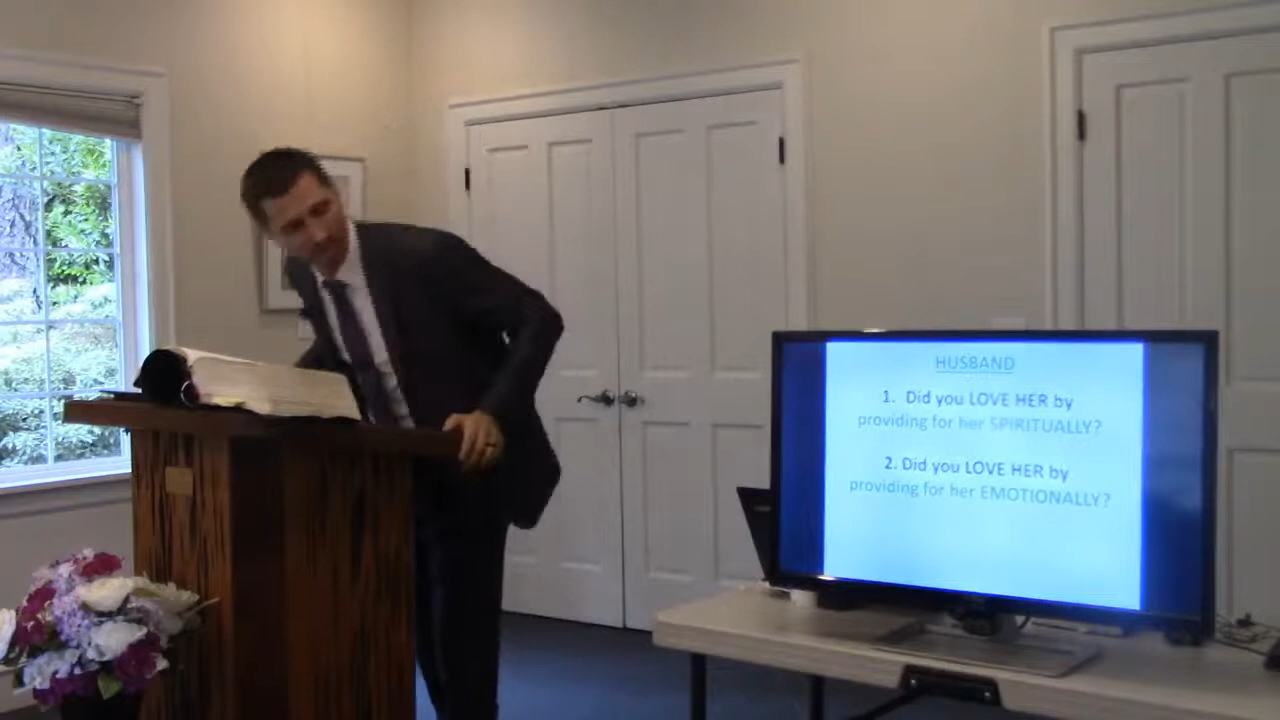 HUSBAND
1. Did you LOVE HER by
providing for her SPIRITUALLY?
2. Did you LOVE HER by
providing for her EMOTIONALLY?